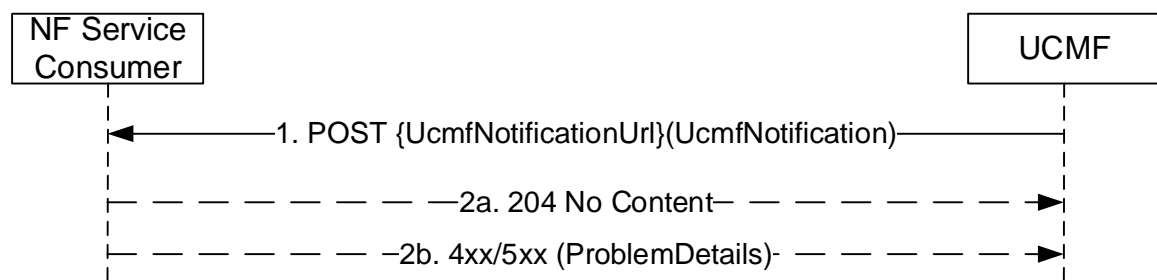 NF Service
Consumer
UCMF
1. POST {UcmfNotificationUrl}(UcmfNotification)
2a. 204 No Content
2b. 4xx/5xx (ProblemDetails)